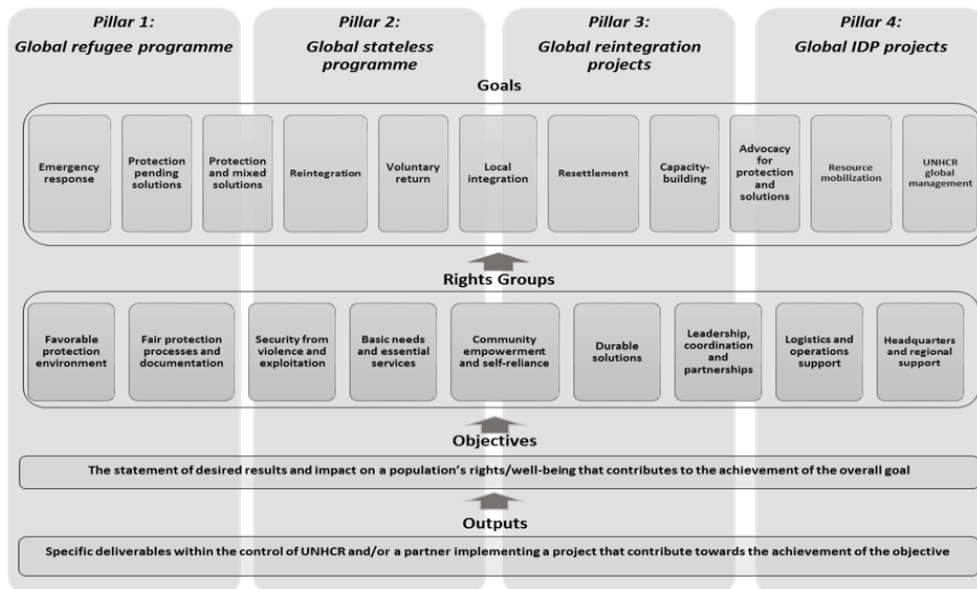 Pillar 1:
Global refugee programme
Pillar 2:
Global stateless
programme
Pillar 3:
Global reintegration
projects
Pillar 4:
Global IDP projects
Goals
Emergency
response
Protection
pending
solutions
Protection
and mixed
solutions
Reintegration
Voluntary
return
Local
integration
Resettlement
Capacity-
building
Advocacy
for
protection
and
solutions
Resource
mobilization
UNHCR
global
management
Rights Groups
Favorable
protection
environment
Fair protection
processes and
documentation
Security from
violence and
exploitation
Basic needs
and essential
services
Community
empowerment
and self-reliance
Durable
solutions
Leadership,
coordination
and
partnerships
Logistics and
operations
support
Headquarters
and regional
support
Objectives
The statement of desired results and impact on a population's rights/well-being that contributes to the achievement of the overall goal
Outputs
Specific deliverables within the control of UNHCR and/or a partner implementing a project that contribute towards the achievement of the objective